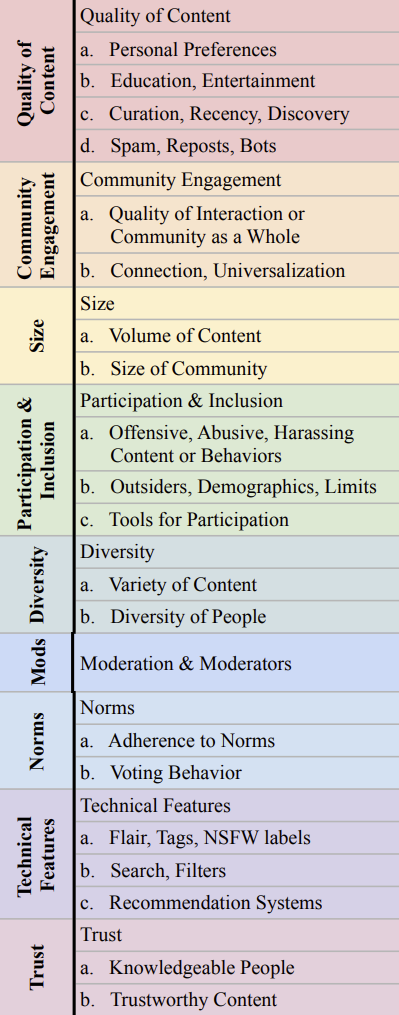 Quality of
Content
Quality of Content
a. Personal Preferences
b. Education, Entertainment
c. Curation, Recency, Discovery
d. Spam, Reposts, Bots
Community
Engagement
Community Engagement
a. Quality of Interaction or
Community as a Whole
b. Connection, Universalization
Size
Size
a. Volume of Content
b. Size of Community
Participation &
Inclusion
Participation & Inclusion
a. Offensive, Abusive, Harassing
Content or Behaviors
b. Outsiders, Demographics, Limits
c. Tools for Participation
Diversity
Diversity
a. Variety of Content
b. Diversity of People
Mods
Moderation & Moderators
Norms
Norms
a. Adherence to Norms
b. Voting Behavior
Technical
Features
Technical Features
a. Flair, Tags, NSFW labels
b. Search, Filters
c. Recommendation Systems
Trust
Trust
a. Knowledgeable People
b. Trustworthy Content